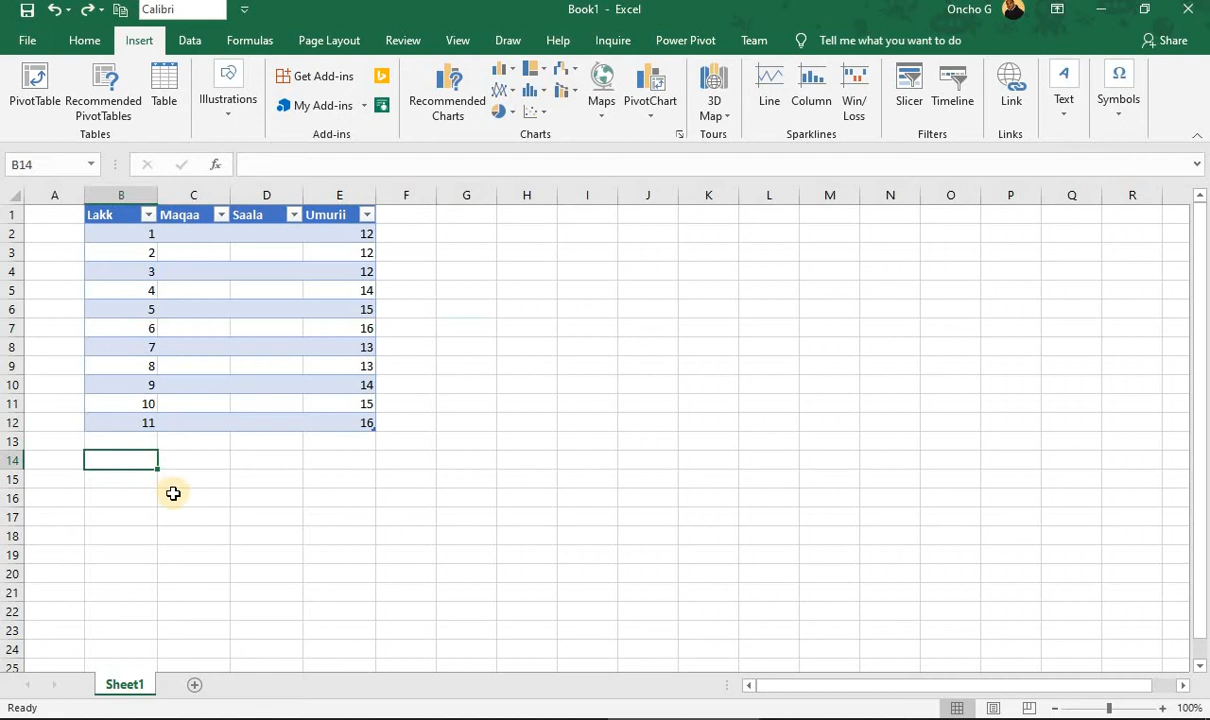 Calibri
Book1 - Excel
Oncho G
File Home Insert Data Formulas Page Layout Review View Draw Help Inquire Power Pivot Team Tell me what you want to do Share
PivotTable
Recommended
PivotTables
Table
Illustrations
Get Add-ins
My Add-ins
Recommended
Charts
Maps
PivotChart
3D
Map
Line
Column
Win/
Loss
Slicer
Timeline
Link
Text
Symbols
Tables Add-ins Charts Tours Sparklines Filters Links
B14 fx
A B C D E F G H I J K L M N O P Q R
1 Lakk Maqaa Saala Umurii
2 1 12
3 2 12
4 3 12
5 4 14
6 5 15
7 6 16
8 7 13
9 8 13
10 9 14
11 10 15
12 11 16
13
14
15
16
17
18
19
20
21
22
23
24
25
Sheet1
Ready 100%